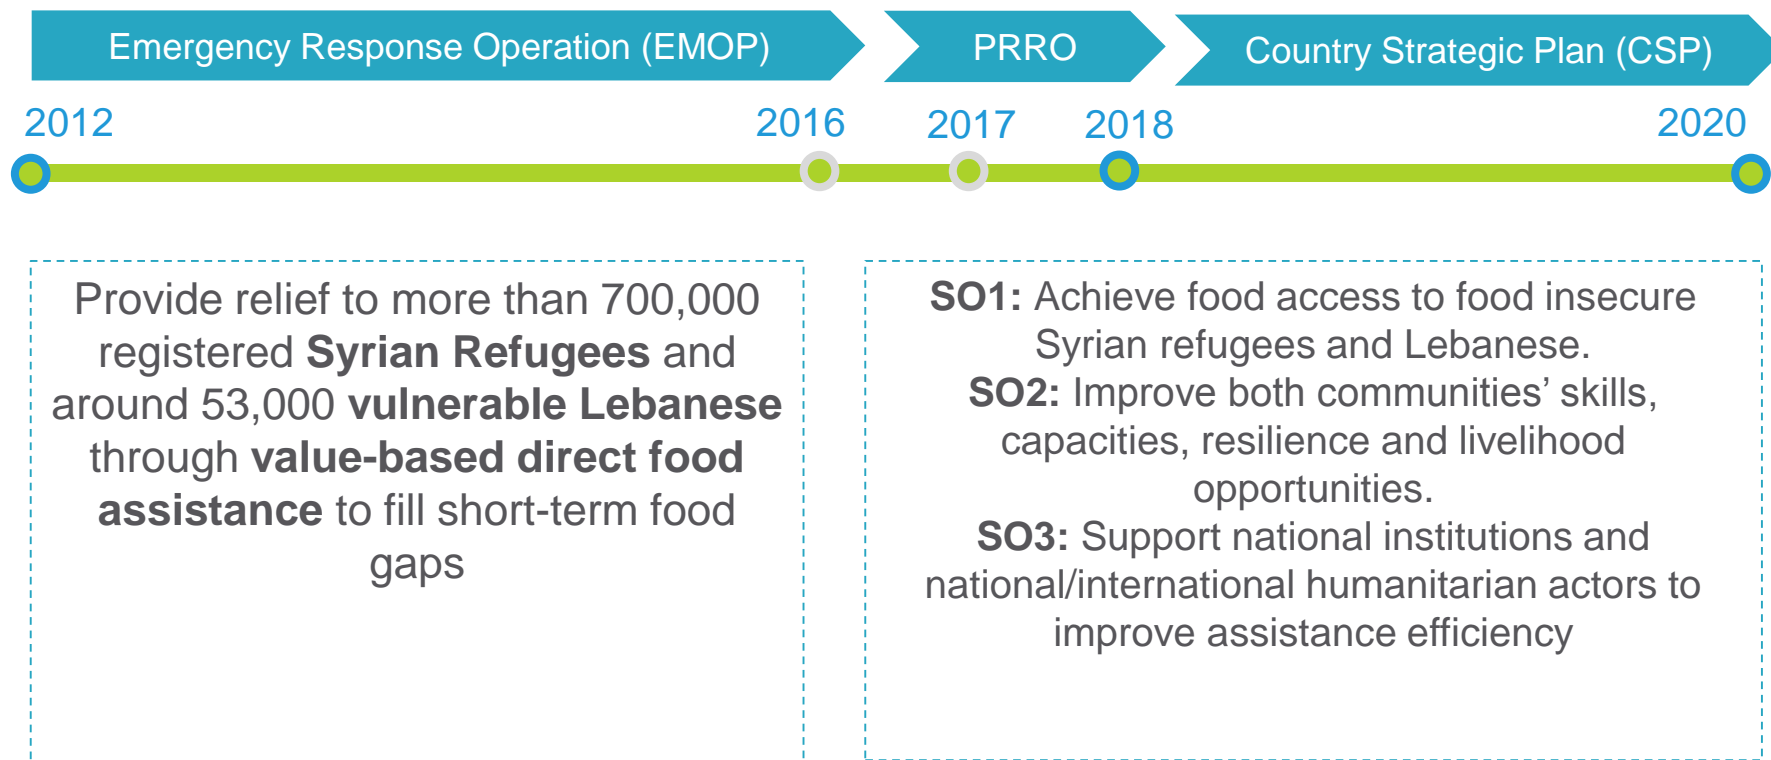 Emergency Response Operation (EMOP)
PRRO
Country Strategic Plan (CSP)
2012
2016
2017
2018
2020
Provide relief to more than 700,000
registered Syrian Refugees and
around 53,000 vulnerable Lebanese
through value-based direct food
assistance to fill short-term food
gaps
SO1: Achieve food access to food insecure
Syrian refugees and Lebanese.
SO2: Improve both communities’ skills,
capacities, resilience and livelihood
opportunities.
SO3: Support national institutions and
national/international humanitarian actors to
improve assistance efficiency